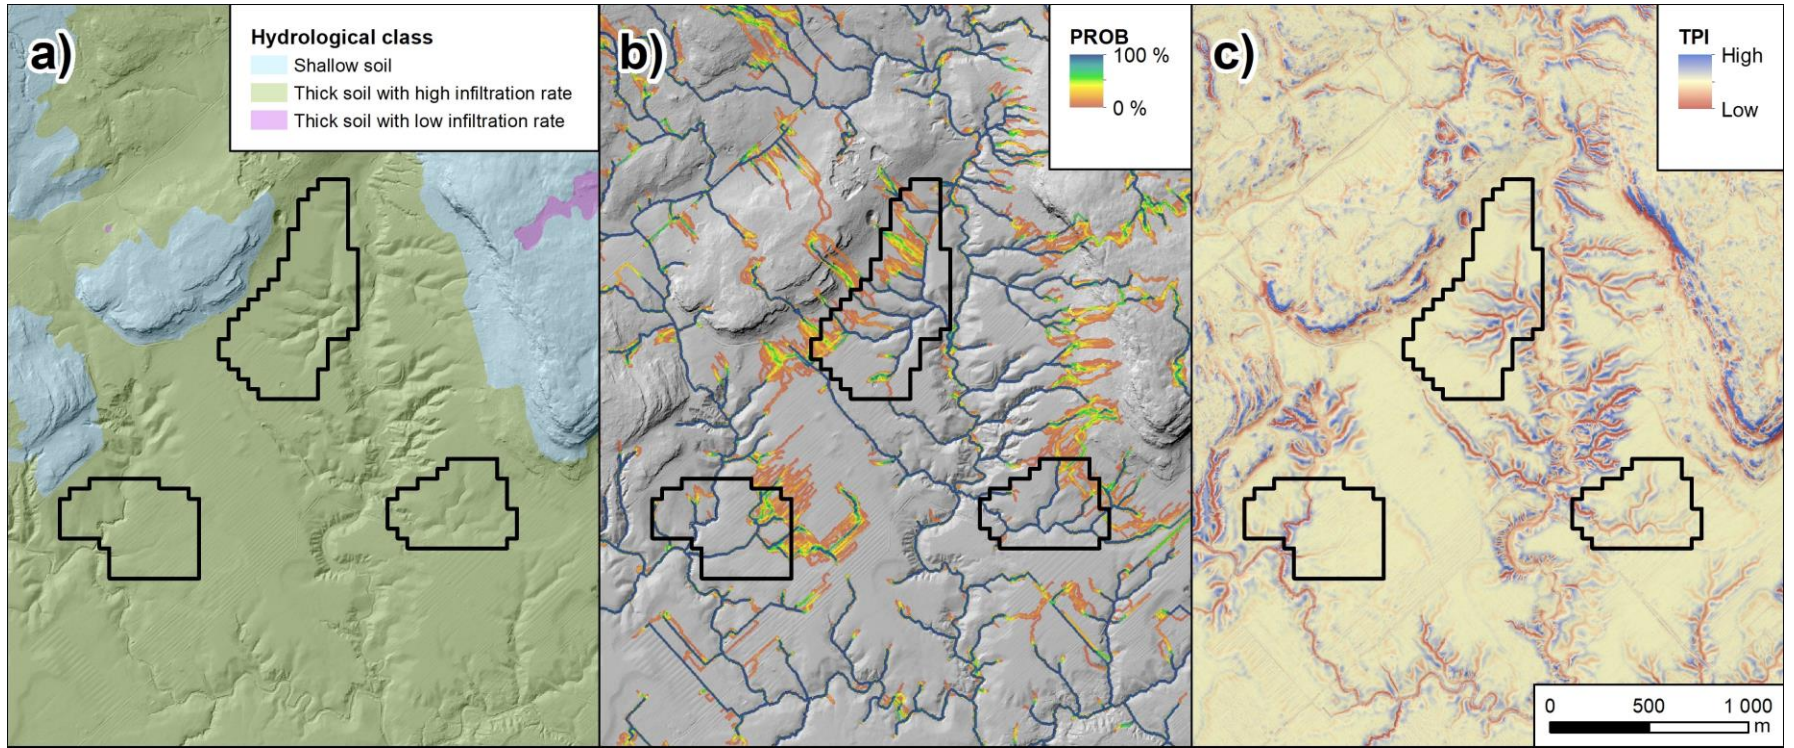 a)
Hydrological class
Shallow soil
Thick soil with high infiltration rate
Thick soil with low infiltration rate
b)
PROB
100 %
0 %
c)
TPI
High
Low
0 500 1 000
m